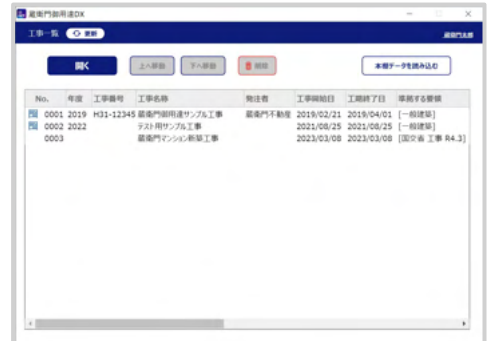 蔵衛門御用達DX
工事一覧 更新 蔵衛門太郎
開く 上へ移動 下へ移動 削除 本棚データを読み込む
No. 年度 工事番号 工事名称 発注者 工事開始日 工期終了日 準拠する要領
0001 2019 H31-12345 蔵衛門御用達サンプル工事 蔵衛門不動産 2019/02/21 2019/04/01 [一般建築]
0002 2022 テスト用サンプル工事 2021/08/25 2021/08/25 [一般建築]
0003 蔵衛門マンション新築工事 2023/03/08 2023/03/08 [国交省 工事 R4.3]